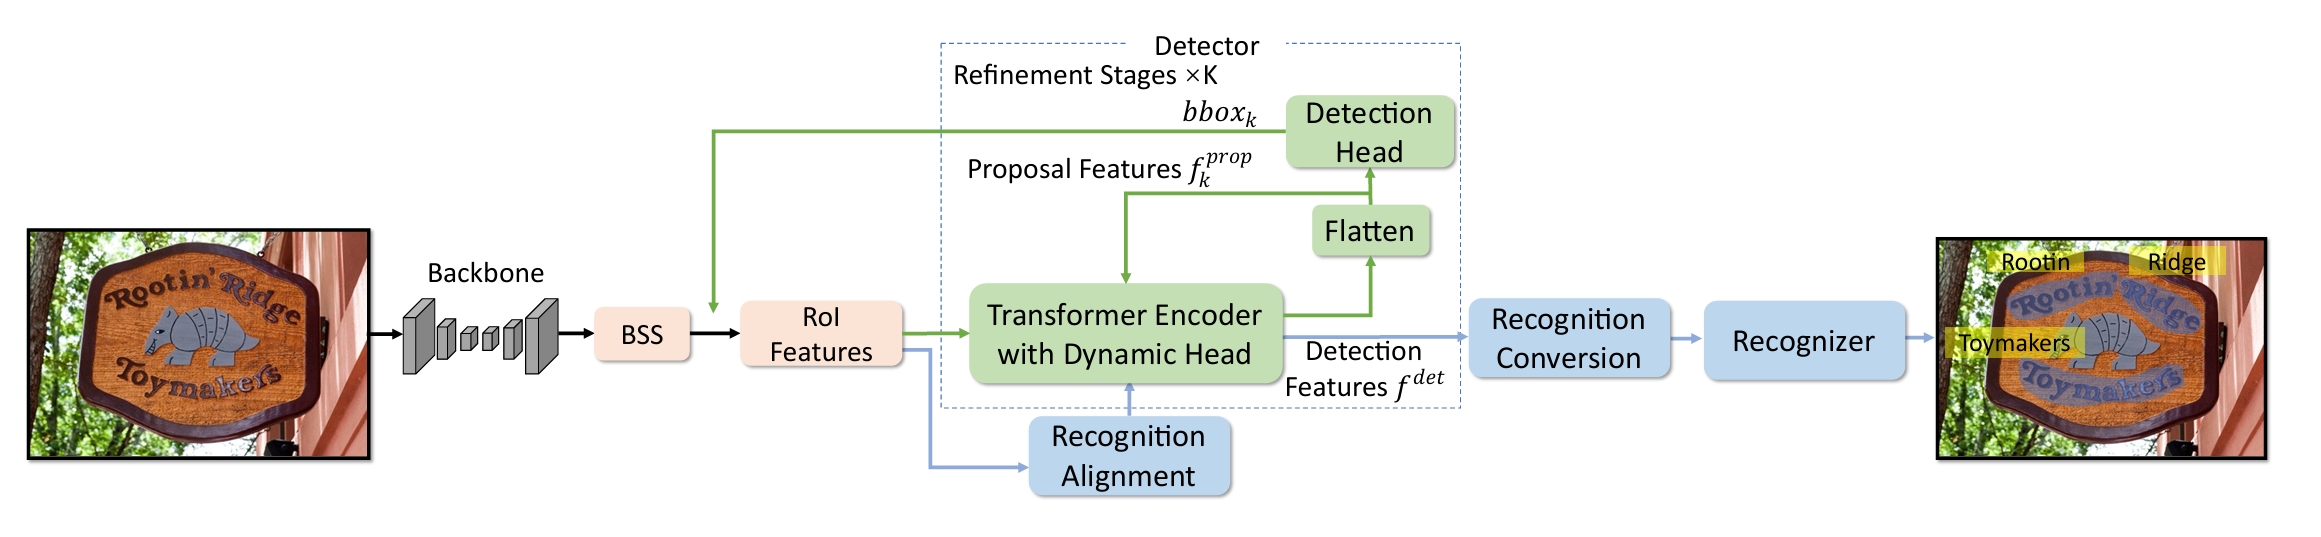 Detector
Refinement Stages ×K
bbox_k
Detection
Head
Proposal Features f_k^prop
Flatten
Backbone
Rootin' Ridge
Toymakers
BSS
RoI
Features
Transformer Encoder
with Dynamic Head
Detection
Features f^det
Recognition
Alignment
Recognition
Conversion
Recognizer
Rootin Ridge
Rootin' Ridge
Toymakers
Toymakers